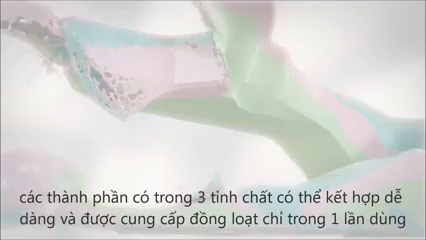 các thành phần có trong 3 tinh chất có thể kết hợp dễ
dàng và được cung cấp đồng loạt chỉ trong 1 lần dùng